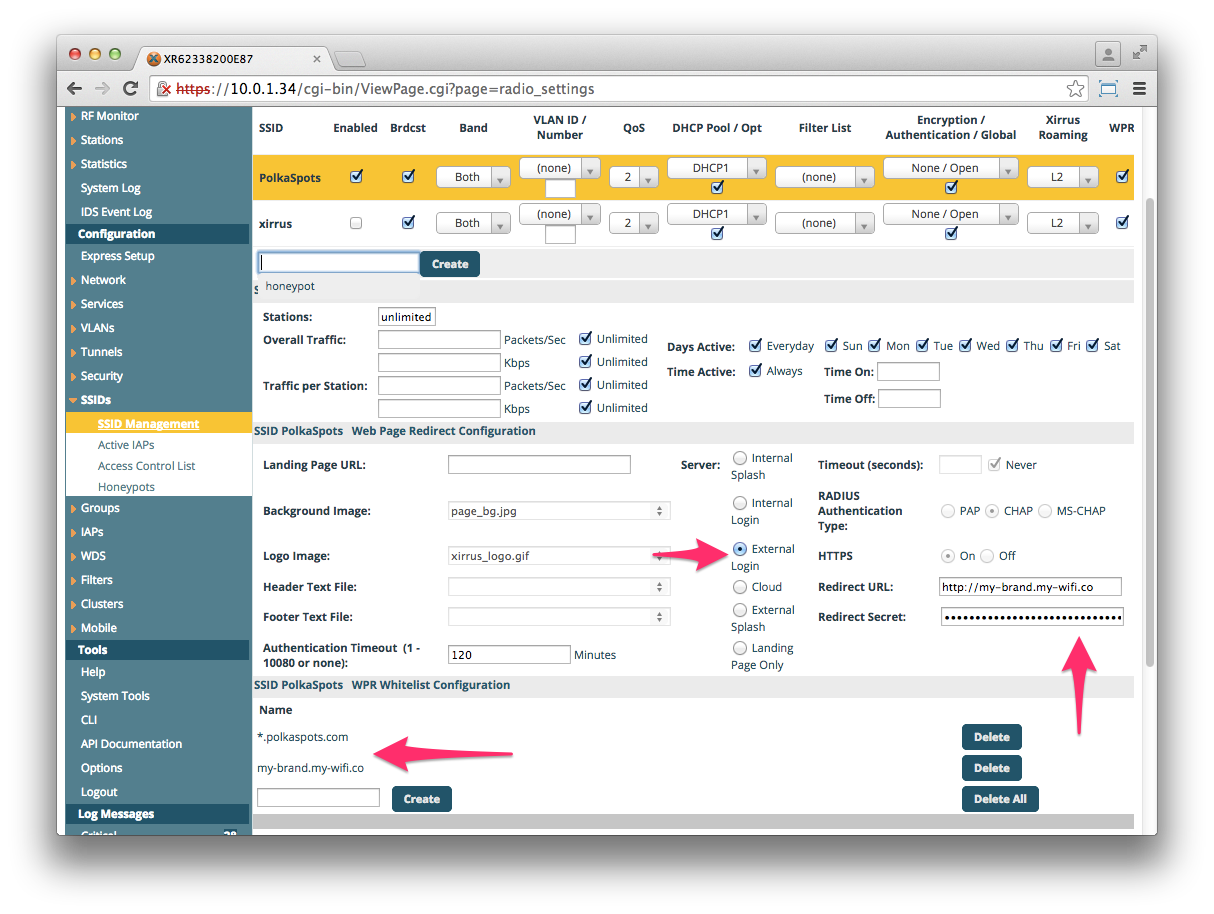 XR62338200E87
https://10.0.1.34/cgi-bin/ViewPage.cgi?page=radio_settings
RF Monitor
Stations
Statistics
System Log
IDS Event Log
Configuration
Express Setup
Network
Services
VLANs
Tunnels
Security
SSIDs
SSID Management
Active IAPs
Access Control List
Honeypots
Groups
IAPs
WDS
Filters
Clusters
Mobile
Tools
Help
System Tools
CLI
API Documentation
Options
Logout
Log Messages
Critical 28
SSID Enabled Brdcst Band VLAN ID / Number QoS DHCP Pool / Opt Filter List Encryption / Authentication / Global Xirrus Roaming WPR
PolkaSpots Both (none) 2 DHCP1 (none) None / Open L2
xirrus Both (none) 2 DHCP1 (none) None / Open L2
Create
honeypot
Stations: unlimited
Overall Traffic: Packets/Sec Unlimited
Kbps Unlimited
Traffic per Station: Packets/Sec Unlimited
Kbps Unlimited
Days Active: Everyday Sun Mon Tue Wed Thu Fri Sat
Time Active: Always Time On:
Time Off:
SSID PolkaSpots Web Page Redirect Configuration
Landing Page URL:
Background Image: page_bg.jpg
Logo Image: xirrus_logo.gif
Header Text File:
Footer Text File:
Authentication Timeout (1 -
10080 or none): 120 Minutes
Server: Internal
Splash
Internal
Login
External
Login
Cloud
External
Splash
Landing
Page Only
Timeout (seconds): Never
RADIUS
Authentication
Type:
PAP CHAP MS-CHAP
HTTPS On Off
Redirect URL: http://my-brand.my-wifi.co
Redirect Secret: 
SSID PolkaSpots WPR Whitelist Configuration
Name
*.polkaspots.com Delete
my-brand.my-wifi.co Delete
Create Delete All